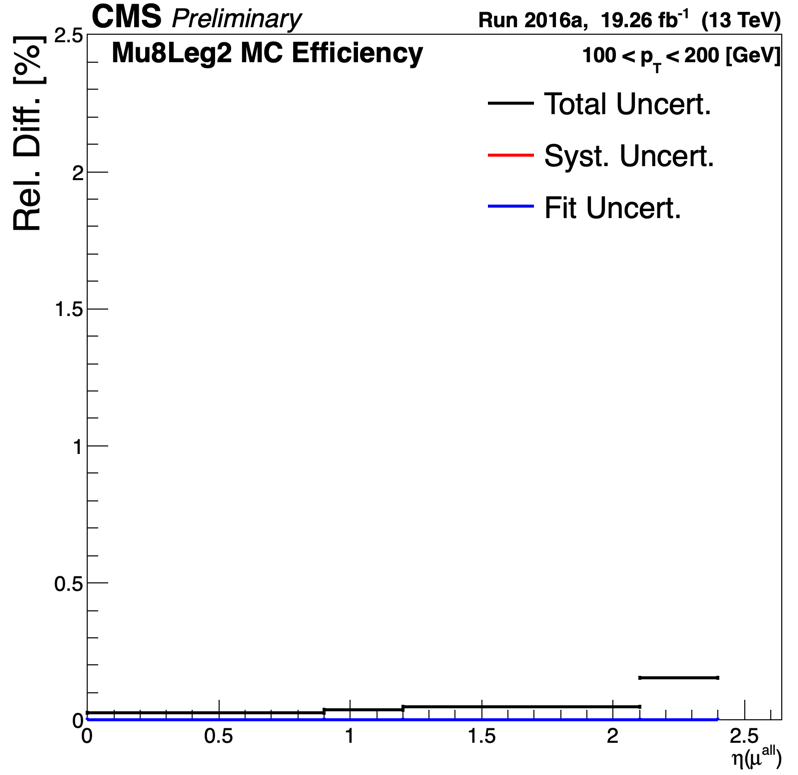 CMS Preliminary Run 2016a, 19.26 fb⁻¹ (13 TeV)
Mu8Leg2 MC Efficiency 100 < p_T < 200 [GeV]
Total Uncert.
Syst. Uncert.
Fit Uncert.
Rel. Diff. [%]
2.5
2
1.5
1
0.5
0
0 0.5 1 1.5 2 2.5
η(μ^all)